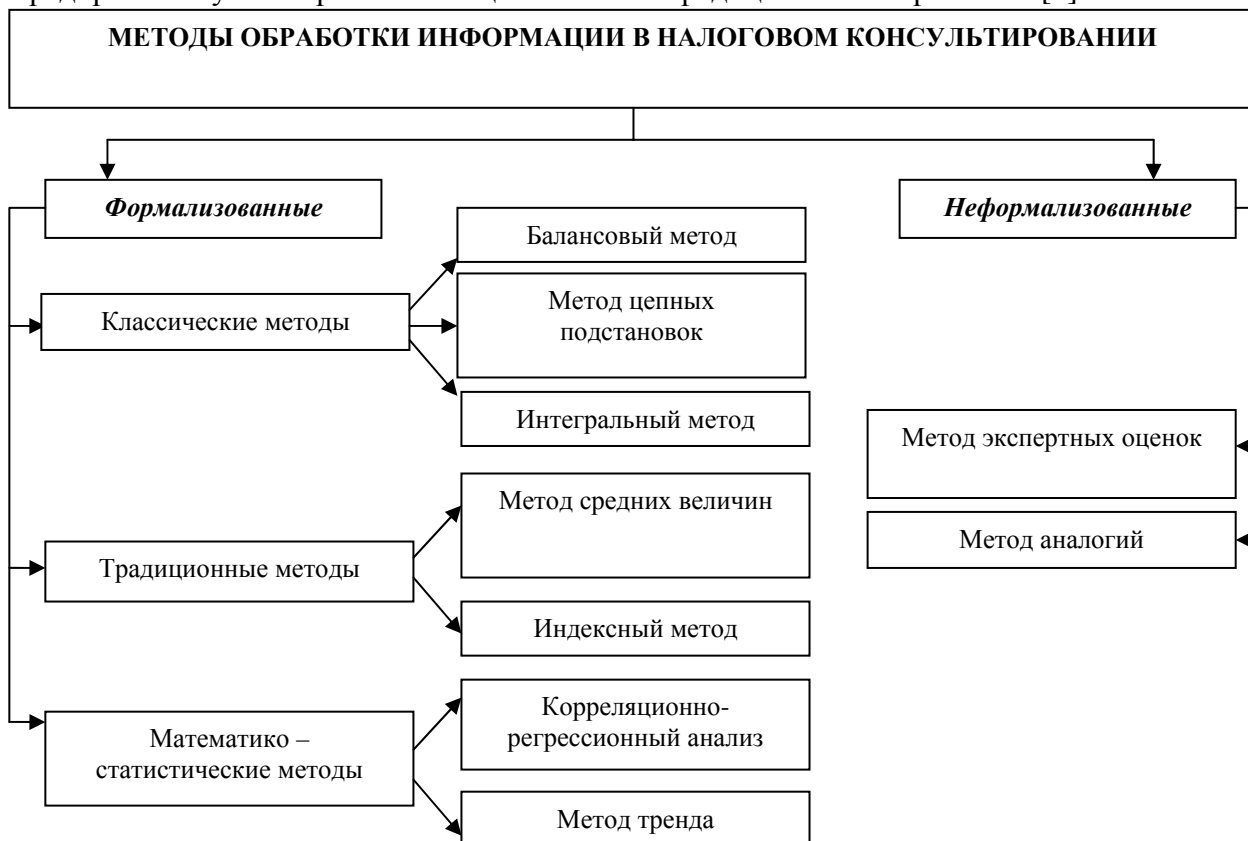 МЕТОДЫ ОБРАБОТКИ ИНФОРМАЦИИ В НАЛОГОВОМ КОНСУЛЬТИРОВАНИИ
Формализованные
Неформализованные
Балансовый метод
Классические методы
Метод цепных
подстановок
Интегральный метод
Метод экспертных оценок
Метод средних величин
Метод аналогий
Традиционные методы
Индексный метод
Корреляционно-
регрессионный анализ
Математико –
статистические методы
Метод тренда